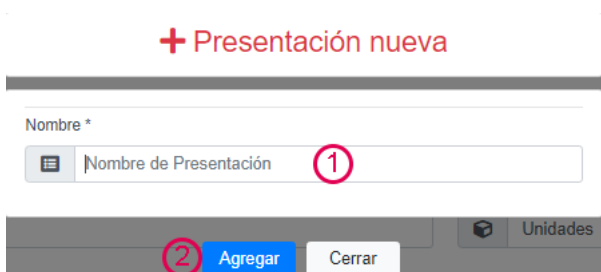 Presentación nueva
Nombre *
Nombre de Presentación 1
Unidades
2 Agregar Cerrar